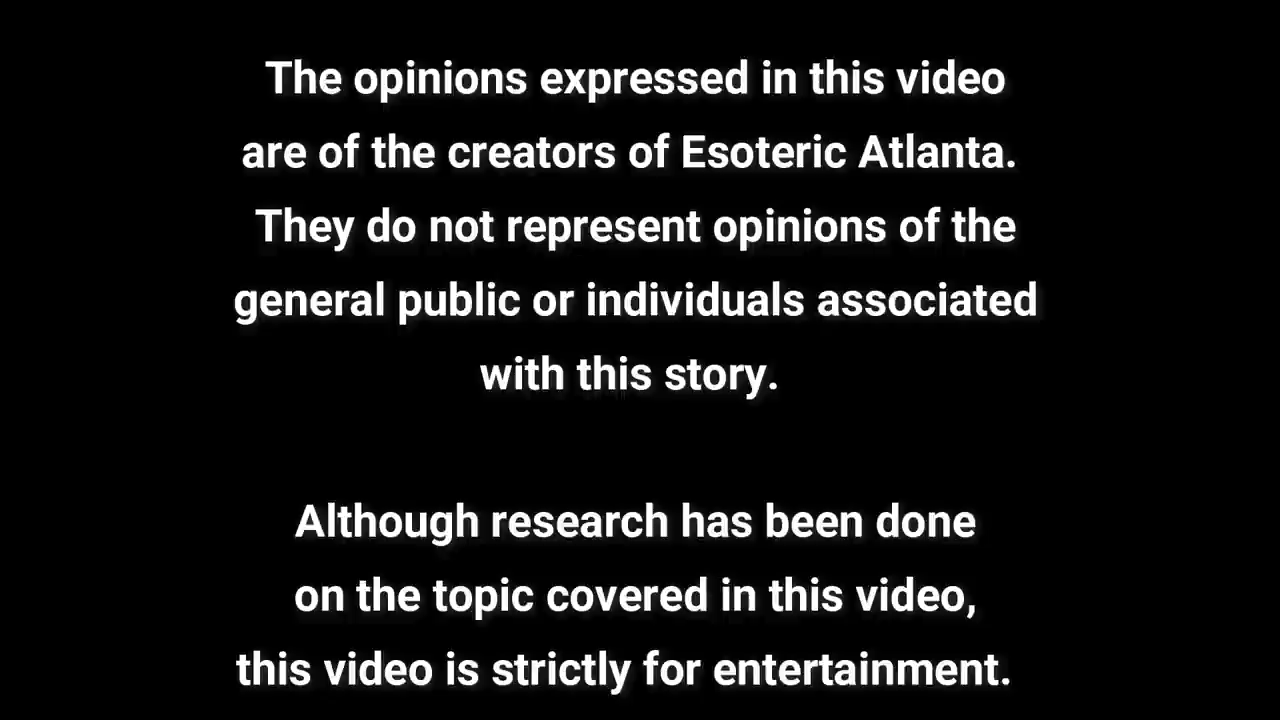 The opinions expressed in this video
are of the creators of Esoteric Atlanta.
They do not represent opinions of the
general public or individuals associated
with this story.
Although research has been done
on the topic covered in this video,
this video is strictly for entertainment.